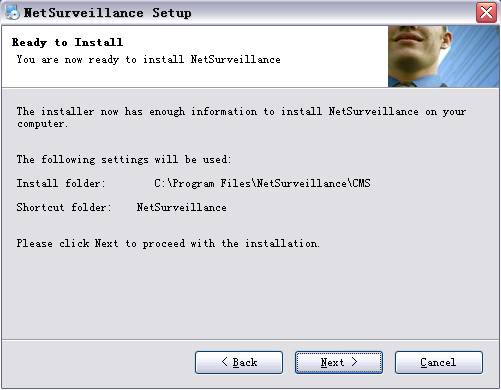 NetSurveillance Setup
Ready to Install
You are now ready to install NetSurveillance
The installer now has enough information to install NetSurveillance on your
computer.
The following settings will be used:
Install folder: C:\Program Files\NetSurveillance\CMS
Shortcut folder: NetSurveillance
Please click Next to proceed with the installation.
< Back Next > Cancel